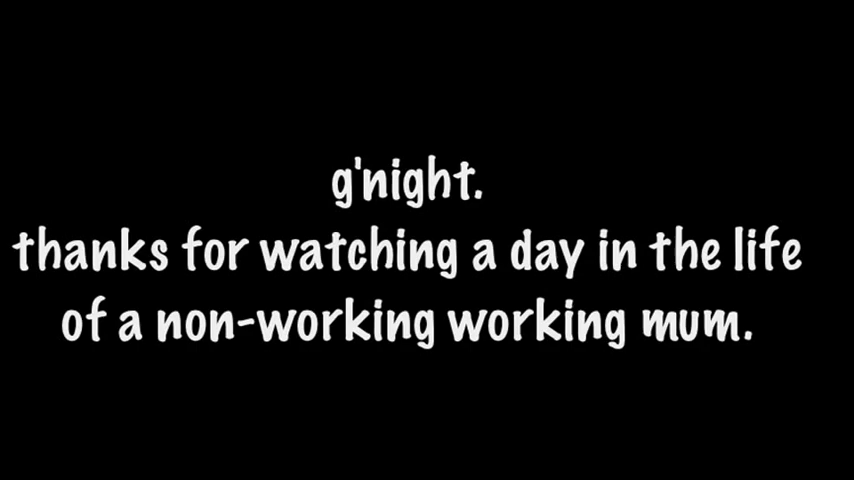 g'night.
thanks for watching a day in the life
of a non-working working mum.